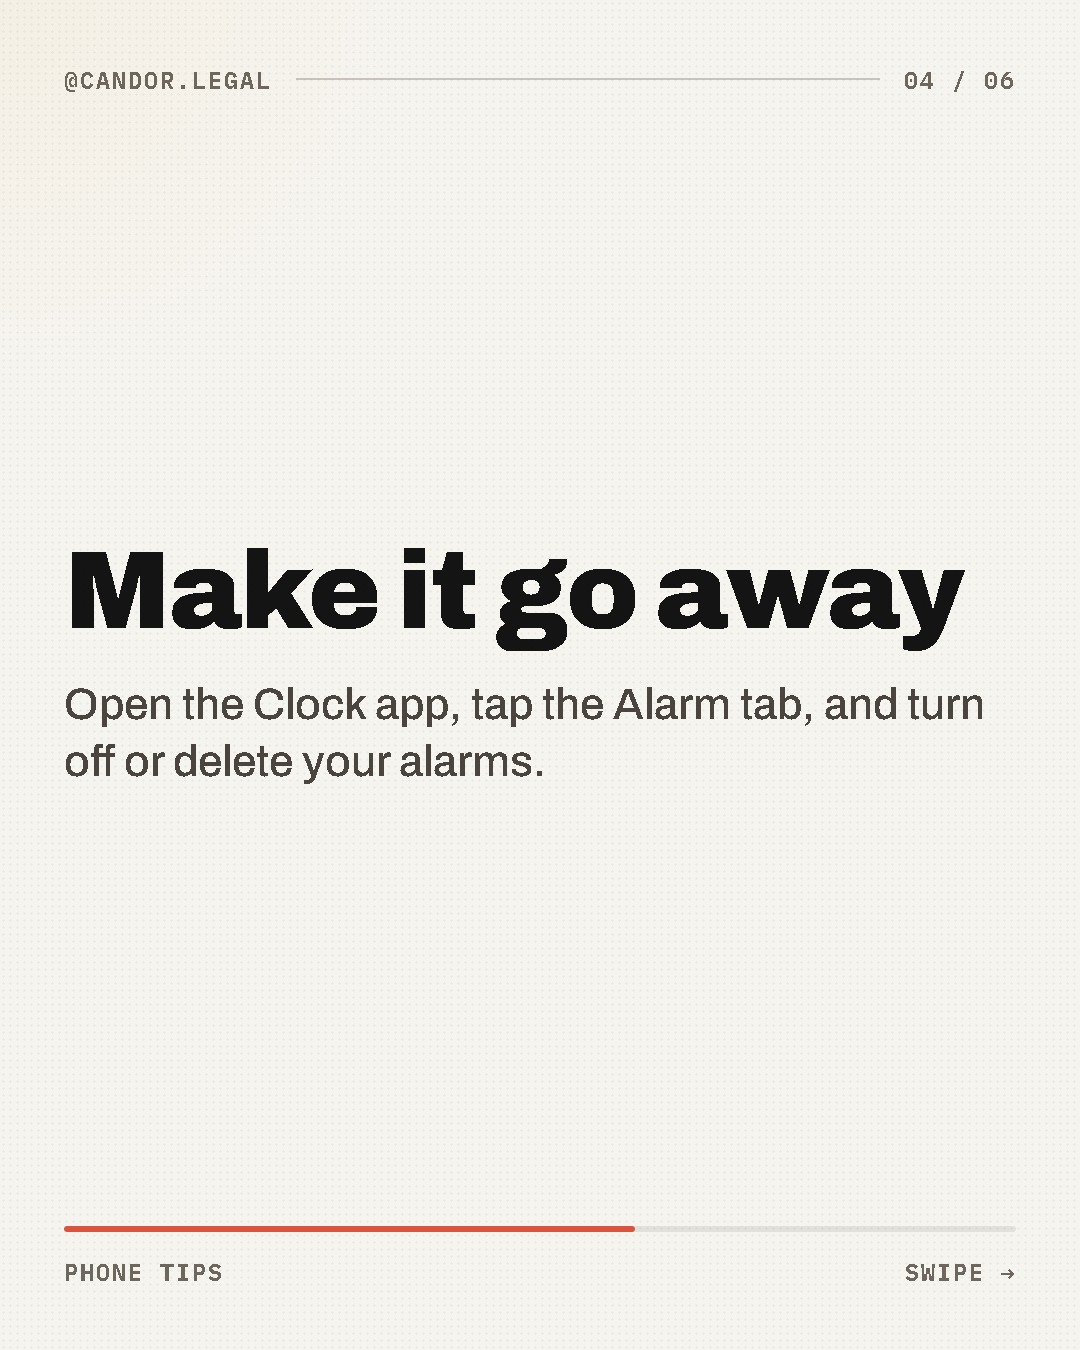 @CANDOR.LEGAL
04 / 06
Make it go away
Open the Clock app, tap the Alarm tab, and turn
off or delete your alarms.
PHONE TIPS
SWIPE →